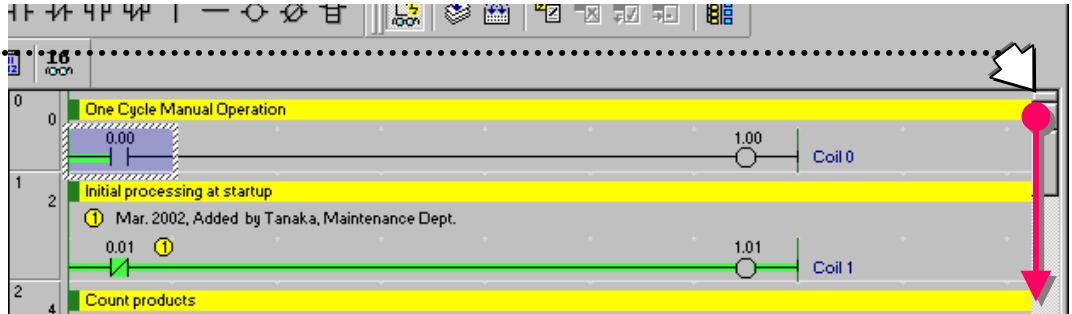 16
0 0 One Cycle Manual Operation
0.00 1.00
Coil 0
1 2 Initial processing at startup
1 Mar. 2002, Added by Tanaka, Maintenance Dept.
0.01 1 1.01
Coil 1
2 4 Count products